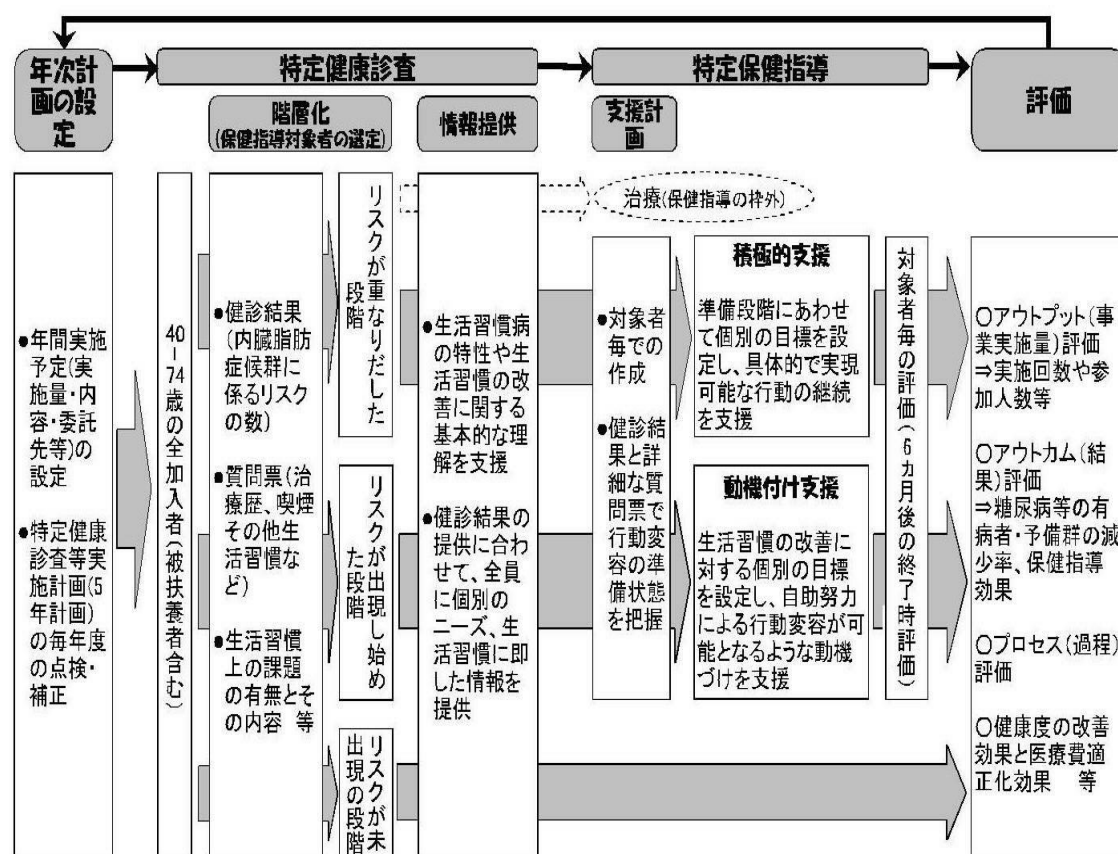 年次計
画の設
定
特定健康診査
特定保健指導
評価
階層化
(保健指導対象者の選定)
情報提供
支援計
画
●年間実施
予定(実
施量・内
容・委託
先等)の
設定
●特定健康
診査等実
施計画(5
年計画)
の毎年度
の点検・
補正
40-74歳の全加入者(被扶養者含む)
●健診結果
(内臓脂肪
症候群に
係るリスク
の数)
●質問票(治
療歴、喫煙
その他生
活習慣な
ど)
●生活習慣
上の課題
の有無とそ
の内容 等
リスクが重なりだした
段階
リスクが出現し始め
た段階
リスクが未
出現の段階
●生活習慣病
の特性や生
活習慣の改
善に関する
基本的な理
解を支援
●健診結果の
提供に合わ
せて、全員
に個別の
ニーズ、生
活習慣に即
した情報を
提供
治療(保健指導の枠外)
●対象者
毎での
作成
●健診結
果と詳
細な質
問票で
行動変
容の準
備状態
を把握
積極的支援
準備段階にあわせ
て個別の目標を設
定し、具体的で実現
可能な行動の継続
を支援
動機付け支援
生活習慣の改善に
対する個別の目標
を設定し、自助努力
による行動変容が可
能となるような動機
づけを支援
対象者毎の評価(6カ月後の終了時評価)
○アウトプット(事
業実施量)評価
⇒実施回数や参
加人数等
○アウトカム(結
果)評価
⇒糖尿病等の有
病者・予備群の減
少率、保健指導
効果
○プロセス(過程)
評価
○健康度の改善
効果と医療費適
正化効果 等